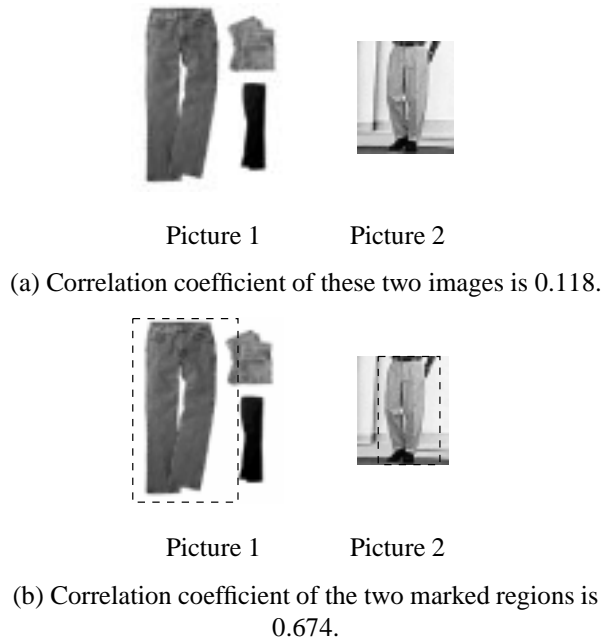 Picture 1 Picture 2
(a) Correlation coefficient of these two images is 0.118.
Picture 1 Picture 2
(b) Correlation coefficient of the two marked regions is
0.674.